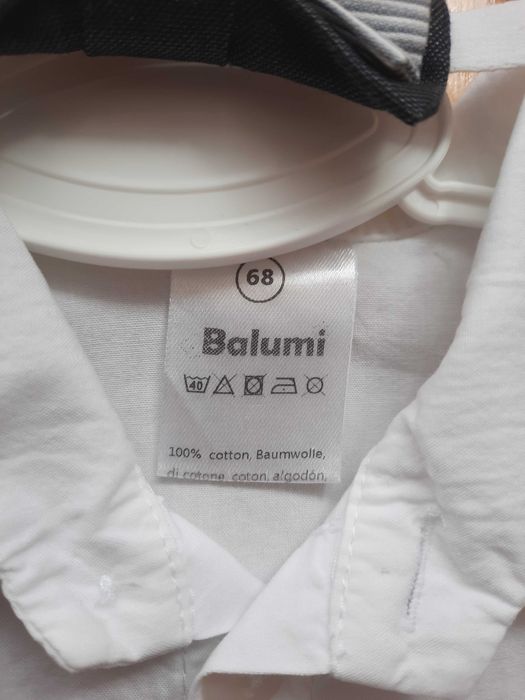 68
Balumi
40
100% cotton, Baumwolle,
di cotone, coton, algodón,